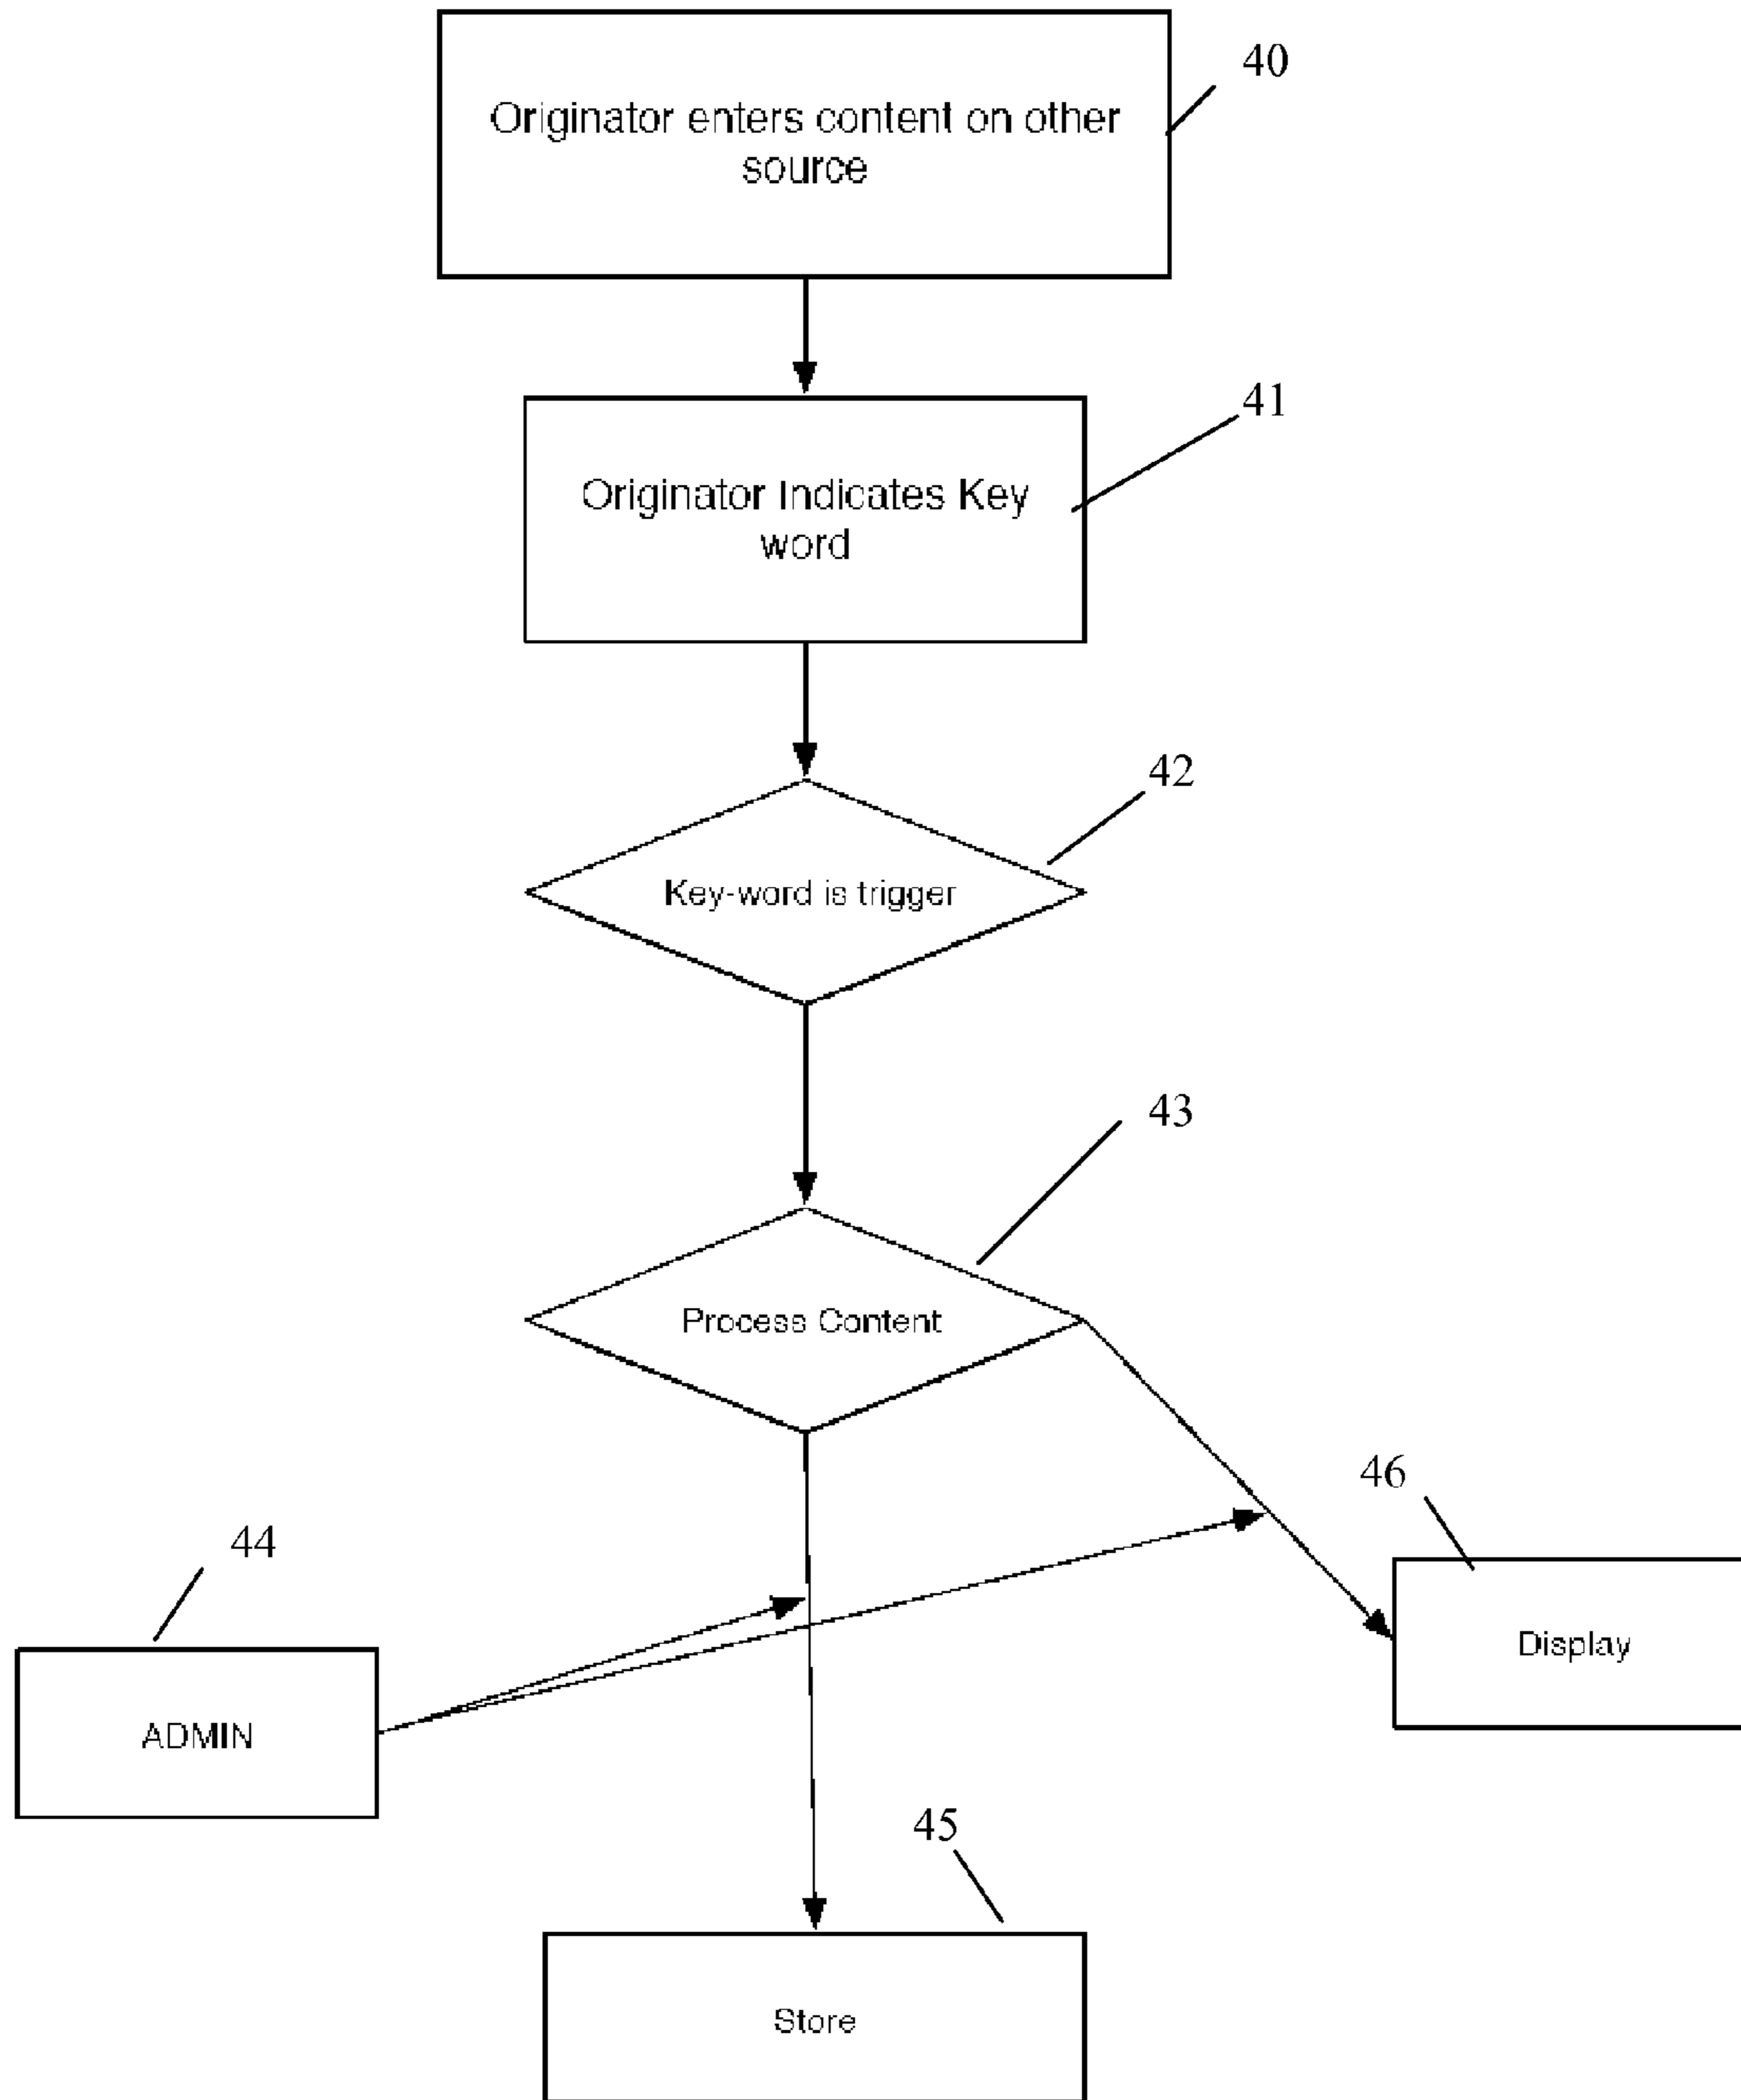 40
Originator enters content on other
source
41
Originator Indicates Key
word
42
Key-word is trigger
43
Process Content
46
44
Display
ADMIN
45
Store